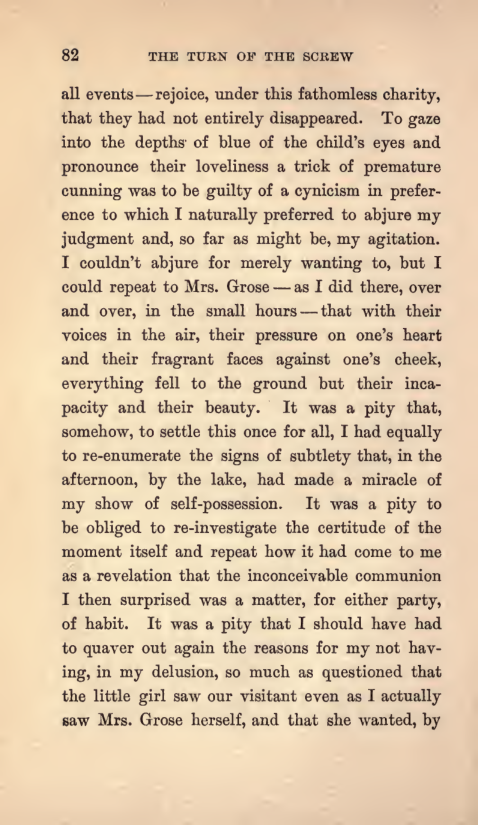 82 THE TURN OF THE SCREW
all events—rejoice, under this fathomless charity,
that they had not entirely disappeared. To gaze
into the depths of blue of the child's eyes and
pronounce their loveliness a trick of premature
cunning was to be guilty of a cynicism in prefer-
ence to which I naturally preferred to abjure my
judgment and, so far as might be, my agitation.
I couldn't abjure for merely wanting to, but I
could repeat to Mrs. Grose—as I did there, over
and over, in the small hours—that with their
voices in the air, their pressure on one's heart
and their fragrant faces against one's cheek,
everything fell to the ground but their inca-
pacity and their beauty. It was a pity that,
somehow, to settle this once for all, I had equally
to re-enumerate the signs of subtlety that, in the
afternoon, by the lake, had made a miracle of
my show of self-possession. It was a pity to
be obliged to re-investigate the certitude of the
moment itself and repeat how it had come to me
as a revelation that the inconceivable communion
I then surprised was a matter, for either party,
of habit. It was a pity that I should have had
to quaver out again the reasons for my not hav-
ing, in my delusion, so much as questioned that
the little girl saw our visitant even as I actually
saw Mrs. Grose herself, and that she wanted, by